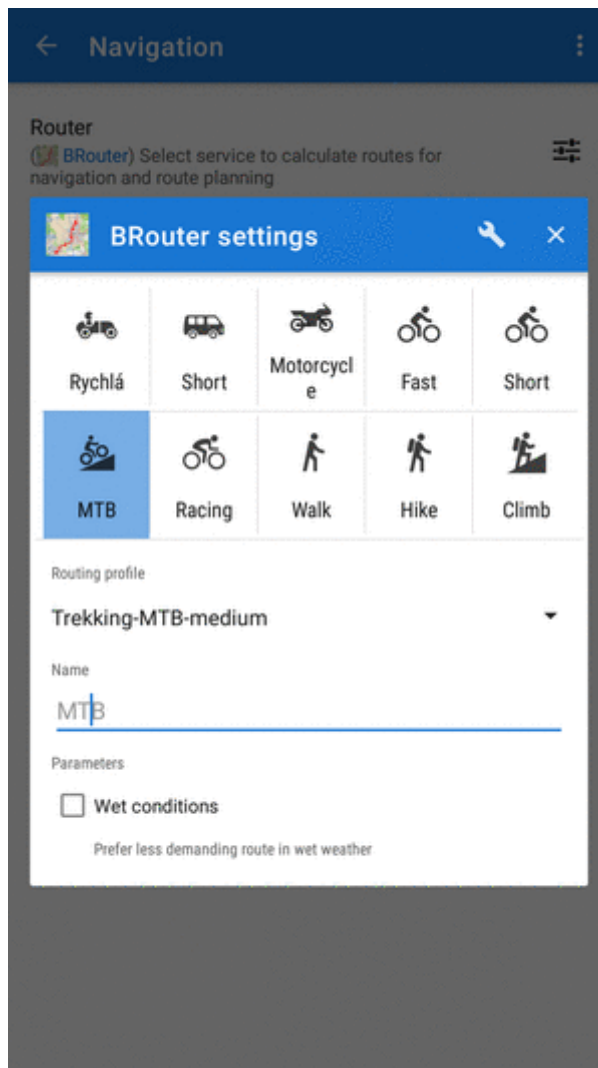 Navigation
Router
(BRouter) Select service to calculate routes for
navigation and route planning
BRouter settings
Rychlá
Short
Motorcycl
e
Fast
Short
MTB
Racing
Walk
Hike
Climb
Routing profile
Trekking-MTB-medium
Name
MTB
Parameters
Wet conditions
Prefer less demanding route in wet weather